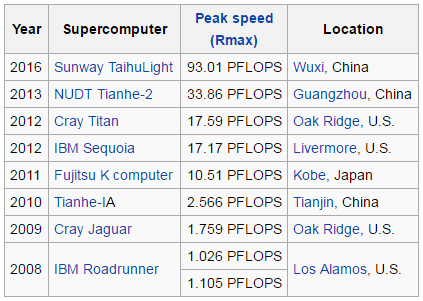 Year Supercomputer Peak speed (Rmax) Location
2016 Sunway TaihuLight 93.01 PFLOPS Wuxi, China
2013 NUDT Tianhe-2 33.86 PFLOPS Guangzhou, China
2012 Cray Titan 17.59 PFLOPS Oak Ridge, U.S.
2012 IBM Sequoia 17.17 PFLOPS Livermore, U.S.
2011 Fujitsu K computer 10.51 PFLOPS Kobe, Japan
2010 Tianhe-IA 2.566 PFLOPS Tianjin, China
2009 Cray Jaguar 1.759 PFLOPS Oak Ridge, U.S.
2008 IBM Roadrunner 1.026 PFLOPS Los Alamos, U.S.
1.105 PFLOPS